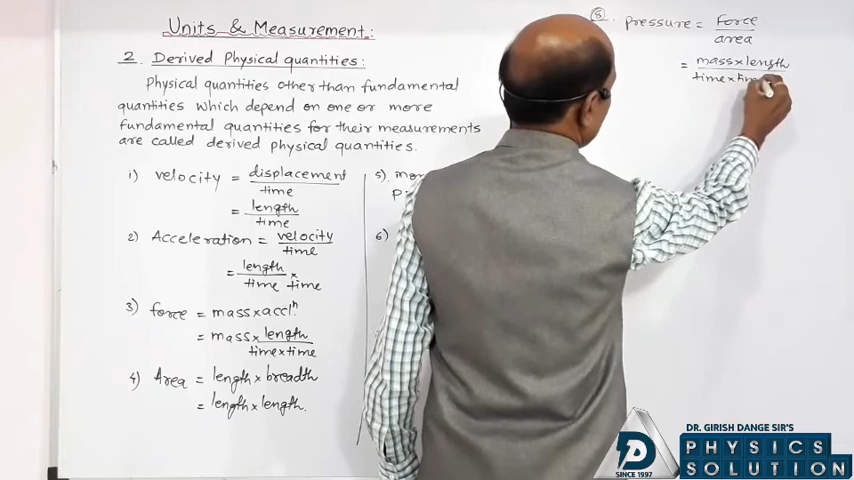 Units & Measurement:
2. Derived Physical quantities:
Physical quantities other than fundamental
quantities which depend on one or more
fundamental quantities for their measurements
are called derived physical quantities.
1) velocity = displacement / time
= length / time
2) Acceleration = velocity / time
= length / time × time
3) force = mass × accl^n.
= mass × length / time × time
4) Area = length × breadth
= length × length.
5).
6)
8. pressure = Force / area
= mass × length / time ×
DR. GIRISH DANGE SIR'S
PHYSICS
SOLUTION
SINCE 1997